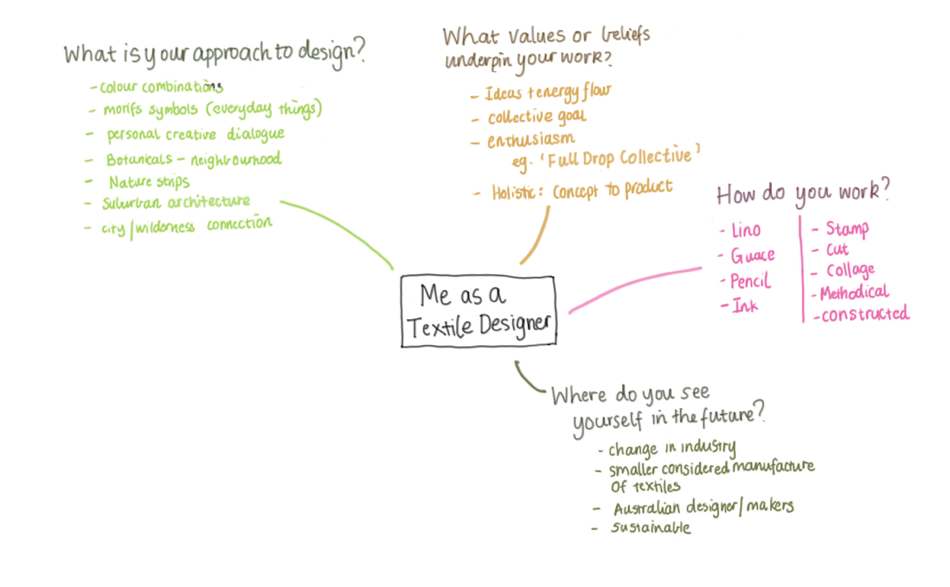 What is your approach to design?
- colour combinations
- motifs symbols (everyday things)
- personal creative dialogue
- Botanicals - neighbourhood
- Nature strips
- Suburban architecture
- city/wilderness connection
What values or beliefs
underpin your work?
- Ideas + energy flow
- collective goal
- enthusiasm
eg. 'Full Drop Collective'
- Holistic: Concept to product
How do you work?
- Lino
- Guace
- Pencil
- Ink
- Stamp
- Cut
- Collage
- Methodical
- constructed
Me as a
Textile Designer
Where do you see
yourself in the future?
- change in industry
- smaller considered manufacture
of textiles
- Australian designer/makers
- sustainable